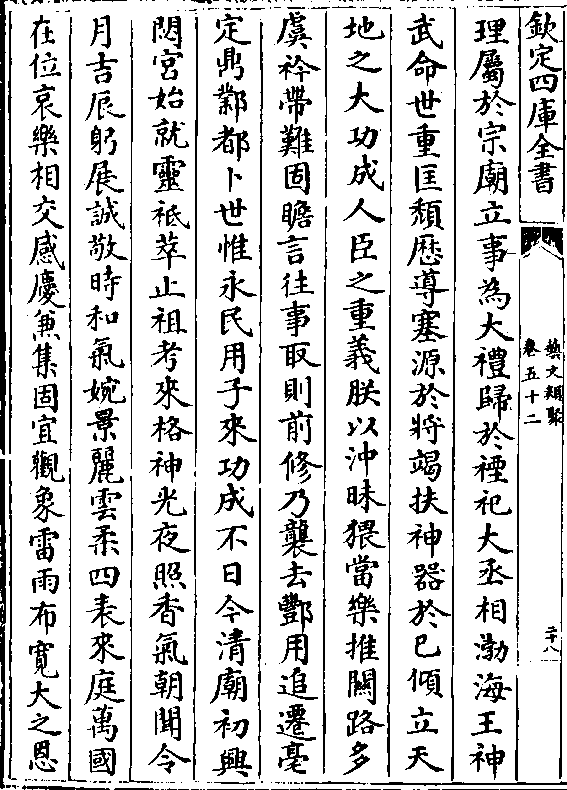 欽定四庫全書
藝文類聚
卷五十二
二十八
理屬於宗廟立事為大禮歸於禋祀大丞相渤海王神
武命世重匡頽厯導塞源於將竭扶神器於已傾立天
地之大功成人臣之重義朕以沖昧猥當樂推闗路多
虞衿帶難固瞻言往事取則前修乃襲去酆用追遷亳
定鼎鄴都卜世惟永民用子來功成不日今清廟初興
閟宮始就靈祗萃止祖考來格神光夜照香氣朝聞令
月吉辰躬展誠敬時和氣婉景麗雲柔四表來庭萬國
在位哀樂相交感慶兼集固宜觀象雷雨布寛大之恩